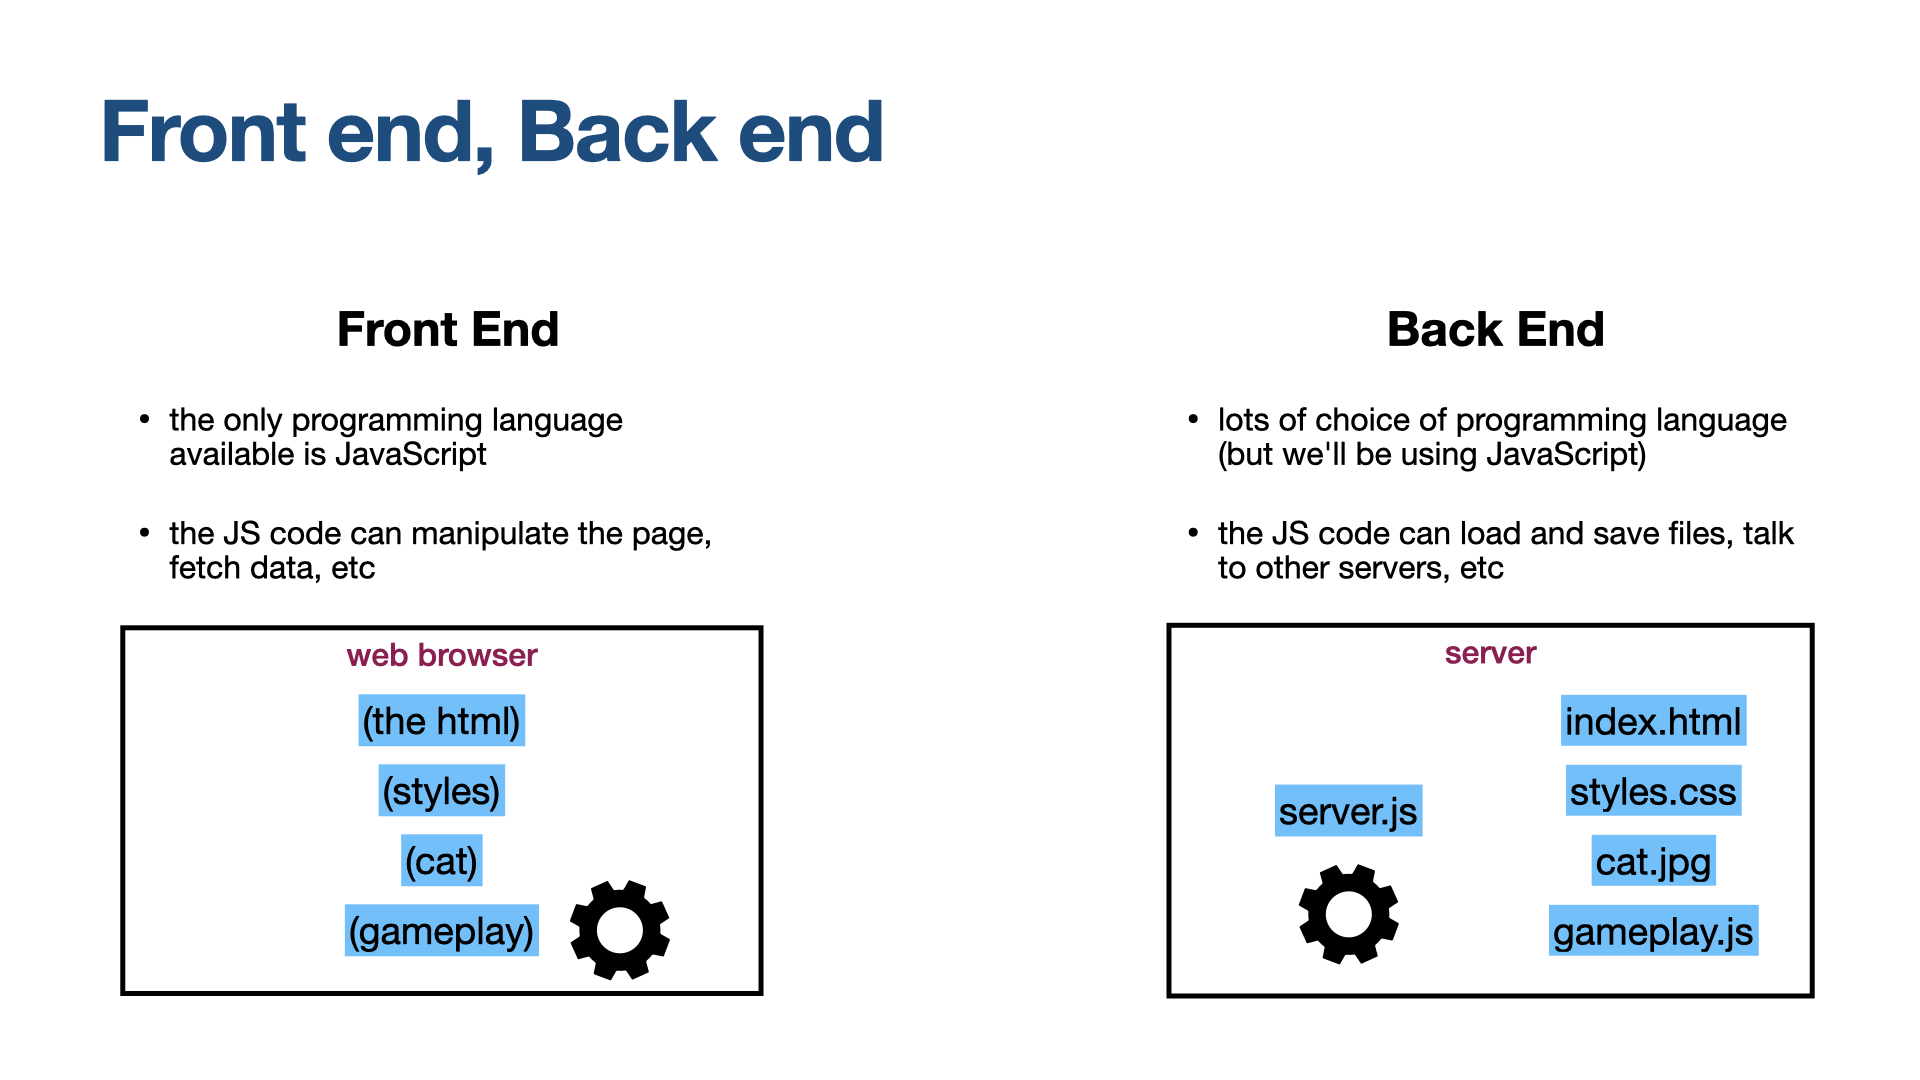 Front end, Back end
Front End
• the only programming language
available is JavaScript
• the JS code can manipulate the page,
fetch data, etc
web browser
(the html)
(styles)
(cat)
(gameplay)
Back End
• lots of choice of programming language
(but we'll be using JavaScript)
• the JS code can load and save files, talk
to other servers, etc
server
server.js
index.html
styles.css
cat.jpg
gameplay.js